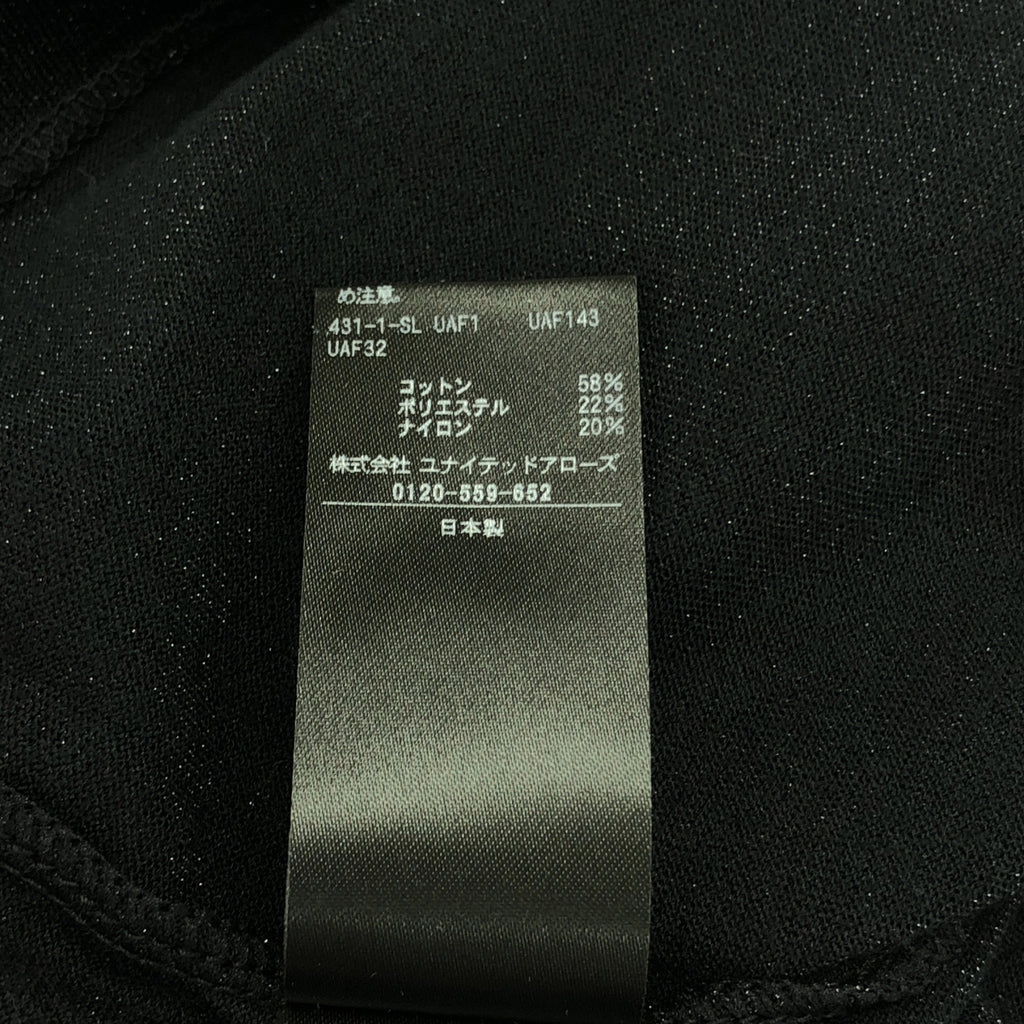 め注意。
431-1-SL UAF1 UAF143
UAF32
コットン 58%
ポリエステル 22%
ナイロン 20%
株式会社 ユナイテッドアローズ
0120-559-652
日本製